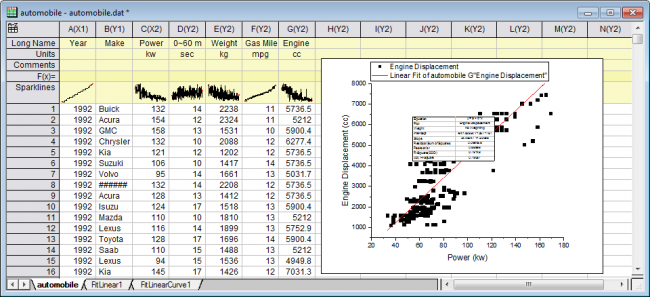 automobile - automobile.dat *
A(X1) B(Y1) C(X2) D(Y2) E(Y2) F(Y2) G(Y2) H(Y2) I(Y2) J(Y2) K(Y2) L(Y2) M(Y2) N(Y2)
Long Name Year Make Power 0~60 m Weight Gas Mile Engine
Units kw sec kg mpg cc
Comments
F(x)=
Sparklines
1 1992 Buick 132 14 2238 11 5736.5
2 1992 Acura 154 12 2324 11 5212
3 1992 GMC 158 11 1531 10 5900.4
4 1992 Chrysler 132 10 2088 12 6277.4
5 1992 Kia 112 12 1202 12 5736.5
6 1992 Suzuki 106 10 1417.4 14 5736.5
7 1992 Volvo 95 14 1661 13 5031.7
8 1992 ###### 132 14 2208 12 5736.5
9 1992 Acura 128 13 1412 12 5736.5
10 1992 Isuzu 124 17 1518 13 5900.4
11 1992 Mazda 110 10 1810 13 5212
12 1992 Lexus 116 14 1899 13 5752.9
13 1992 Toyota 128 17 1696 14 5900.4
14 1992 Saab 110 15 1488 13 5212
15 1992 Lexus 94 15 1536 13 4949.8
16 1992 Kia 145 17 1426 12 7031.3
Engine Displacement
Linear Fit of automobile G"Engine Displacement"
8000
7000
6000
5000
4000
3000
2000
1000
Engine Displacement (cc)
20 40 60 80 100 120 140 160 180
Power (kw)
automobile FitLinear1 FitLinearCurve1